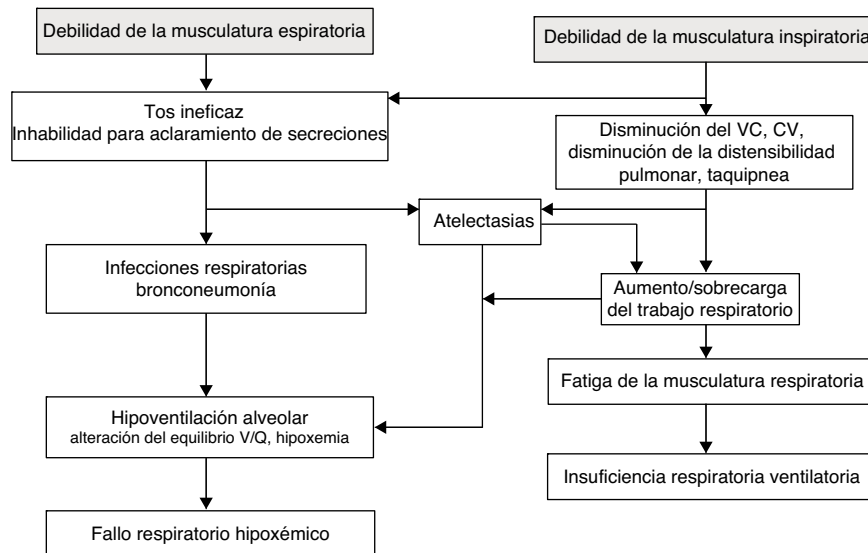 Debilidad de la musculatura espiratoria
Debilidad de la musculatura inspiratoria
Tos ineficaz
Inhabilidad para aclaramiento de secreciones
Disminución del VC, CV,
disminución de la distensibilidad
pulmonar, taquipnea
Atelectasias
Infecciones respiratorias
bronconeumonía
Aumento/sobrecarga
del trabajo respiratorio
Fatiga de la musculatura respiratoria
Hipoventilación alveolar
alteración del equilibrio V/Q, hipoxemia
Insuficiencia respiratoria ventilatoria
Fallo respiratorio hipoxémico